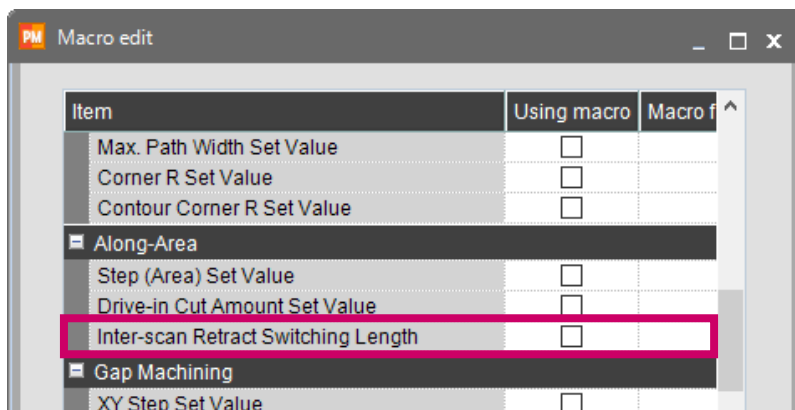 PM Macro edit
Item Using macro Macro f
Max. Path Width Set Value
Corner R Set Value
Contour Corner R Set Value
Along-Area
Step (Area) Set Value
Drive-in Cut Amount Set Value
Inter-scan Retract Switching Length
Gap Machining
XY Step Set Value